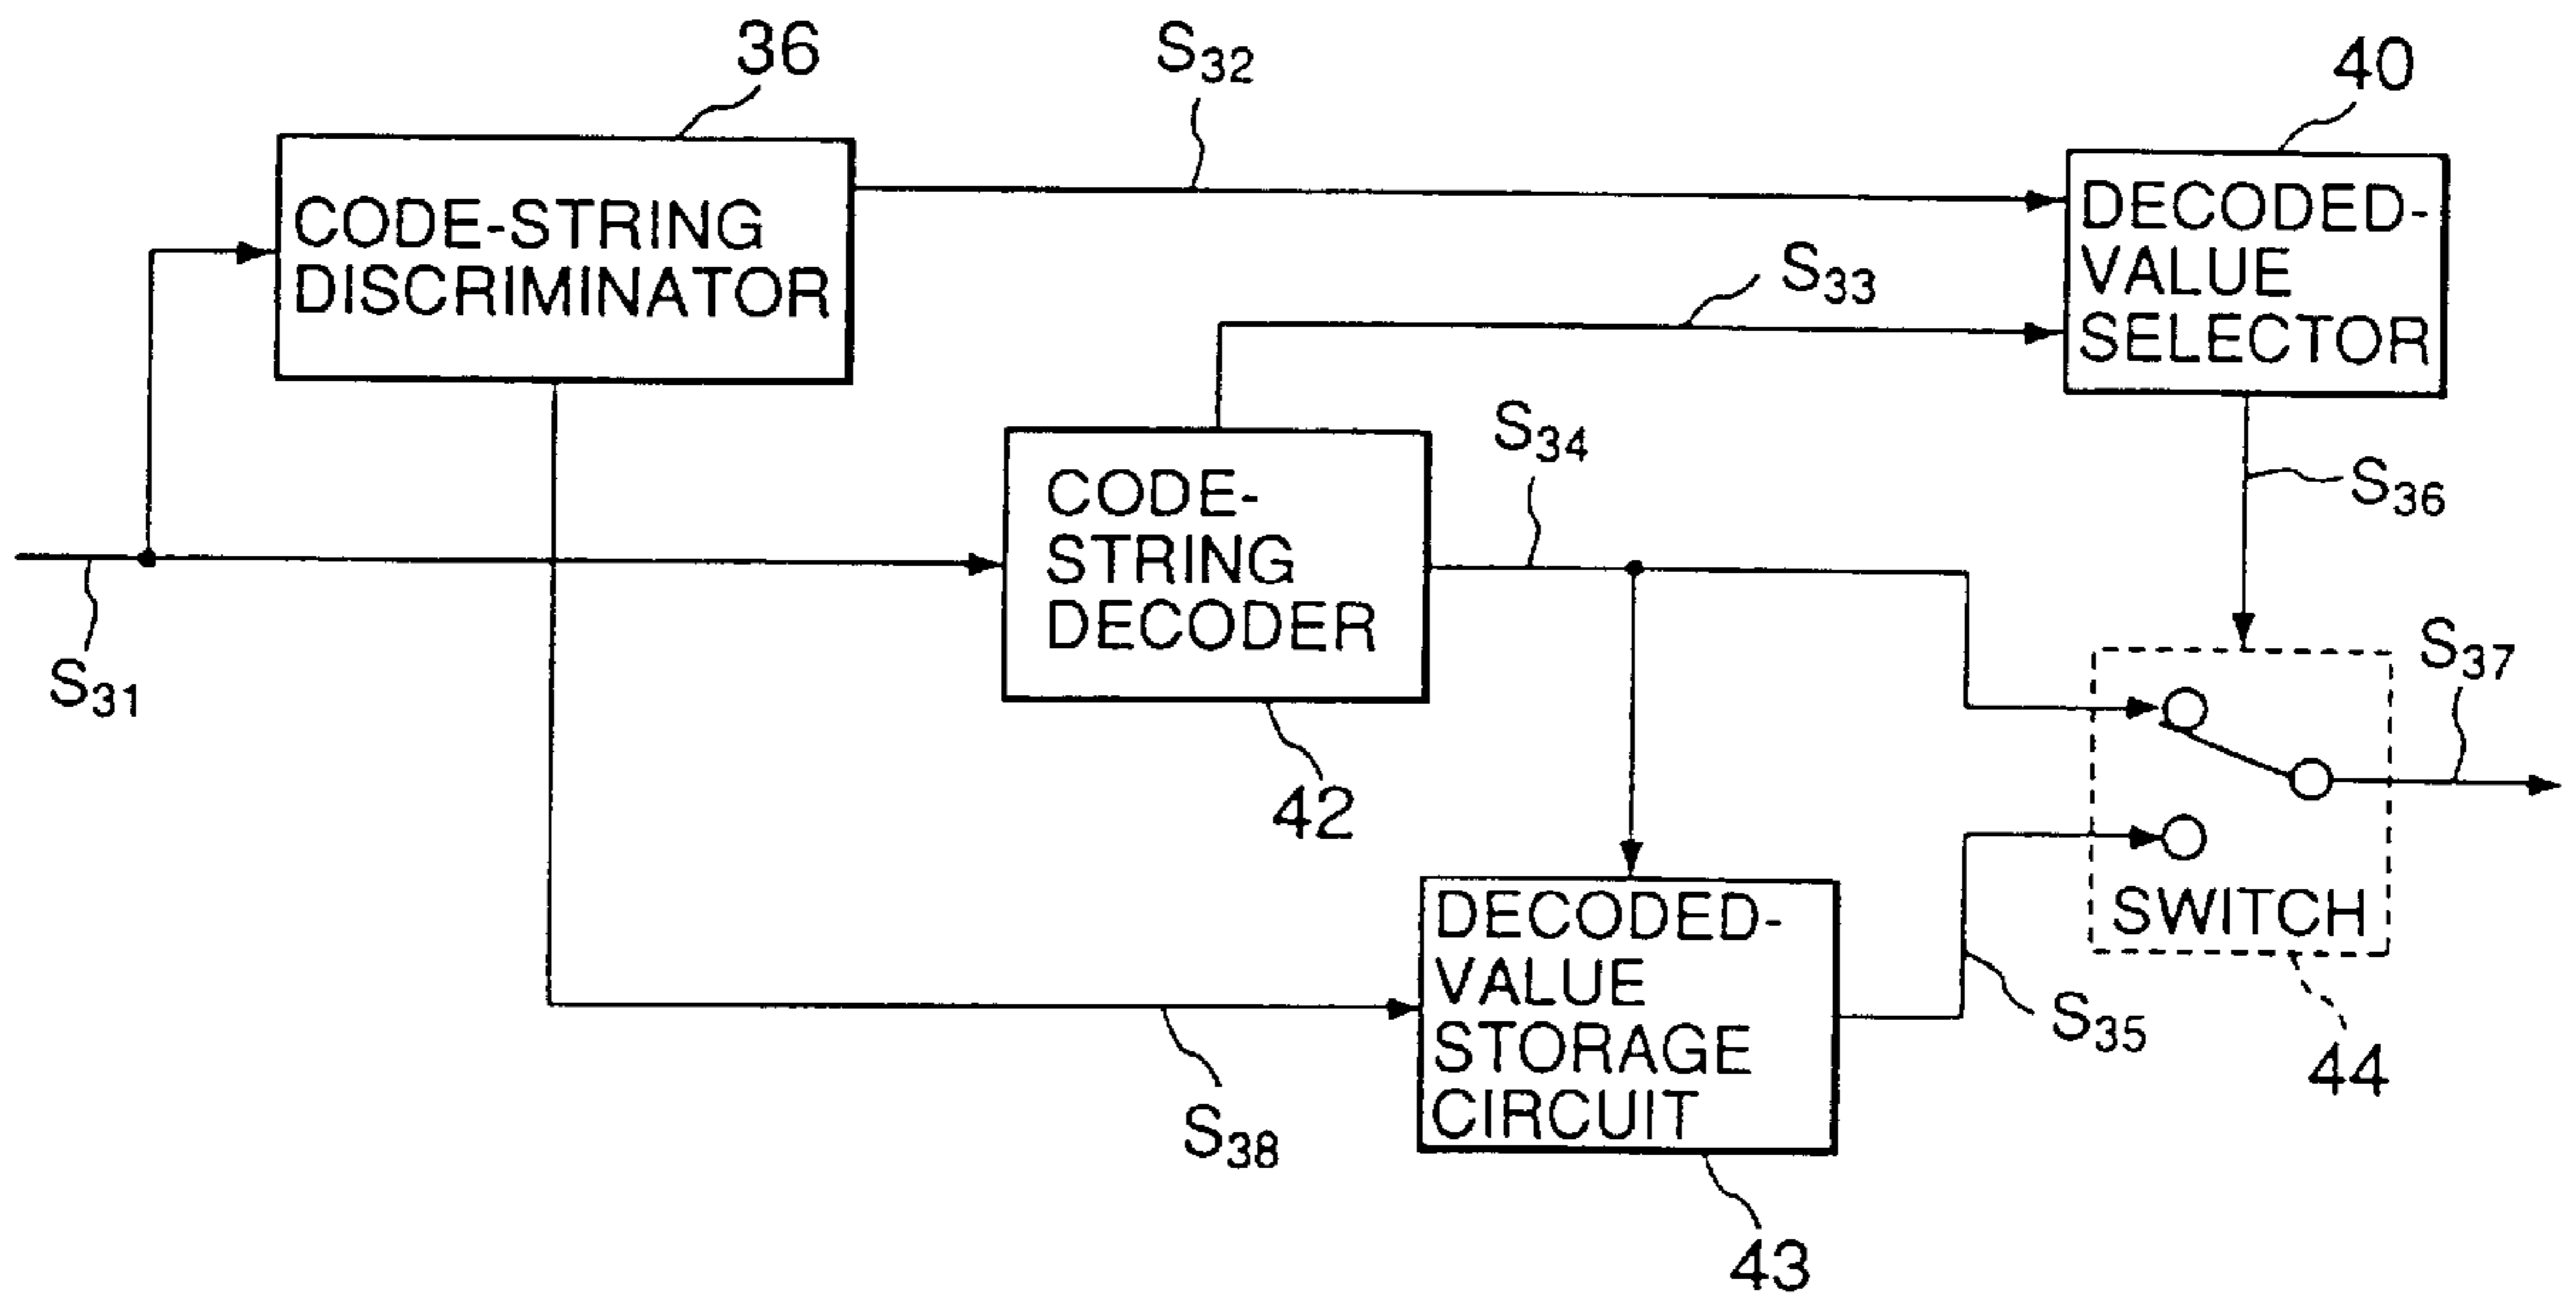 36
S32
40
CODE-STRING
DISCRIMINATOR
DECODED-
VALUE
SELECTOR
S33
S34
CODE-
STRING
DECODER
S36
S31
S37
42
SWITCH
DECODED-
VALUE
STORAGE
CIRCUIT
S35
44
S38
43